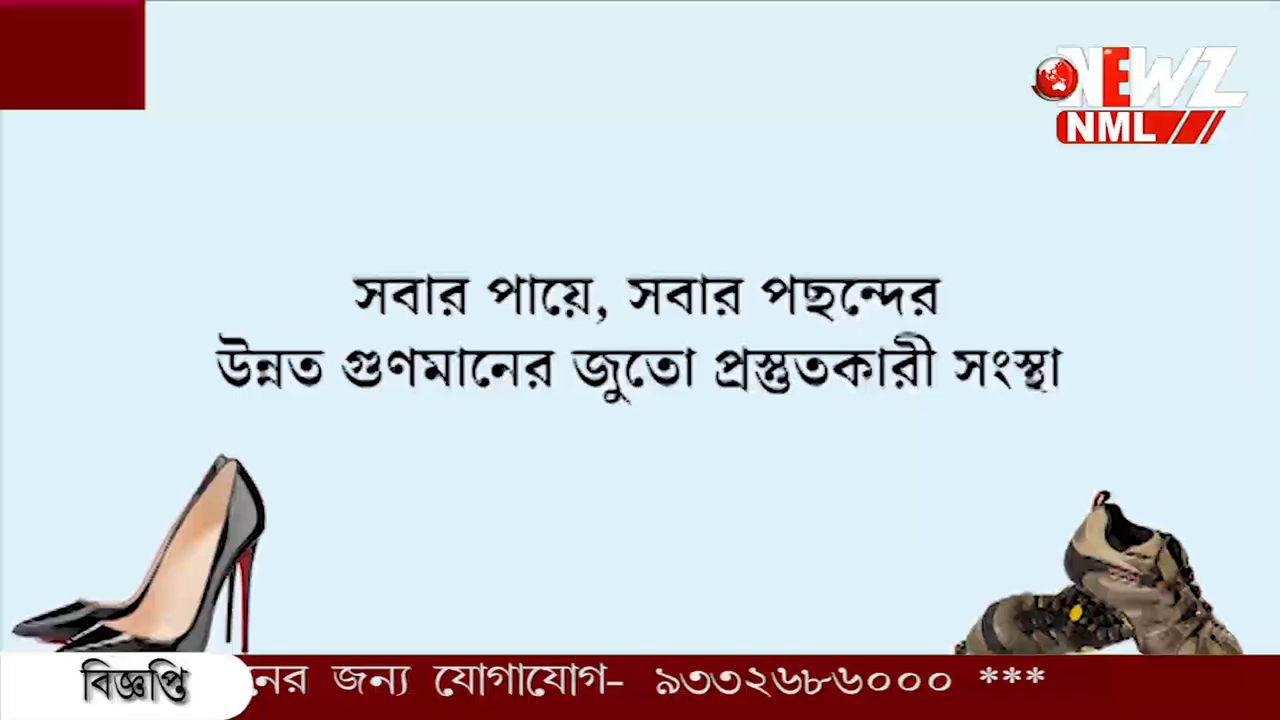 NEWZ
NML
সবার পায়ে, সবার পছন্দের
উন্নত গুণমানের জুতো প্রস্তুতকারী সংস্থা
বিজ্ঞপ্তি
নের জন্য যোগাযোগ- ৯৩৩২৬৮৬০০০ ***